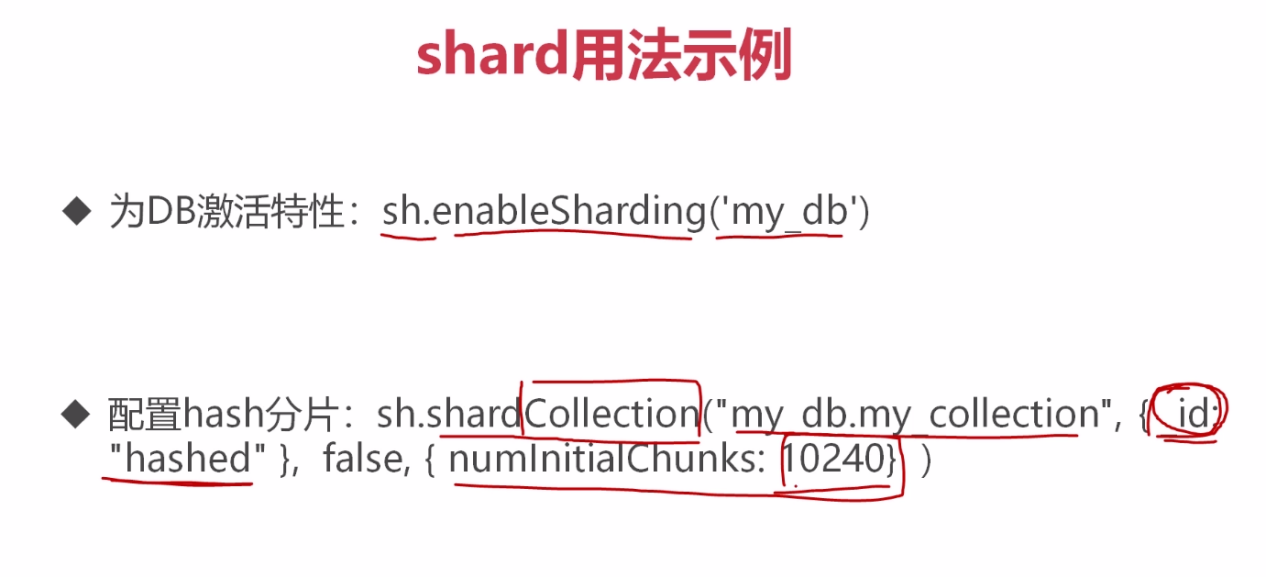 shard用法示例
◆ 为DB激活特性：sh.enableSharding('my_db')
◆ 配置hash分片：sh.shardCollection("my_db.my_collection", { _id:
"hashed" }, false, { numInitialChunks: 10240} )